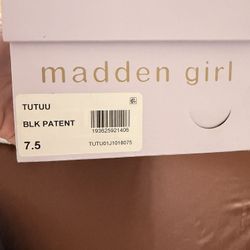 madden girl
TUTUU
193625921406
BLK PATENT
7.5
TUTU01J1018075